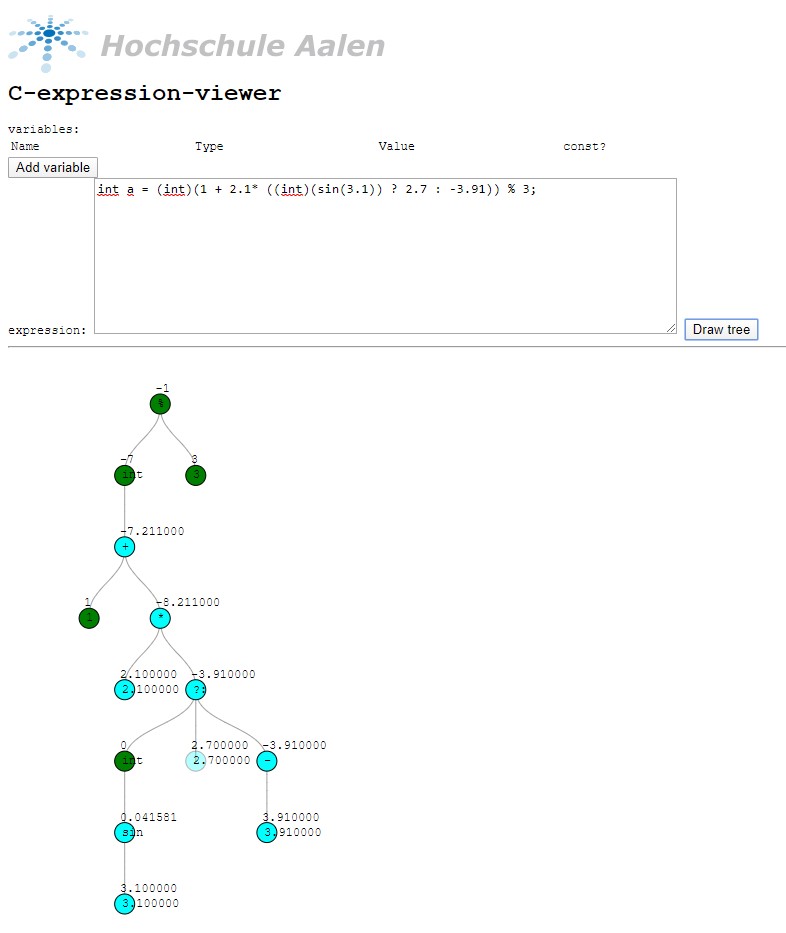 Hochschule Aalen
C-expression-viewer
variables:
Name Type Value const?
Add variable
int a = (int)(1 + 2.1* ((int)(sin(3.1)) ? 2.7 : -3.91)) % 3;
expression: Draw tree
-1
%
-7 3
int 3
-7.211000
+
1 -8.211000
1 *
2.100000 -3.910000
2.100000 ?:
0 2.700000 -3.910000
int 2.700000 -
0.041581 3.910000
sin 3.910000
3.100000
3.100000